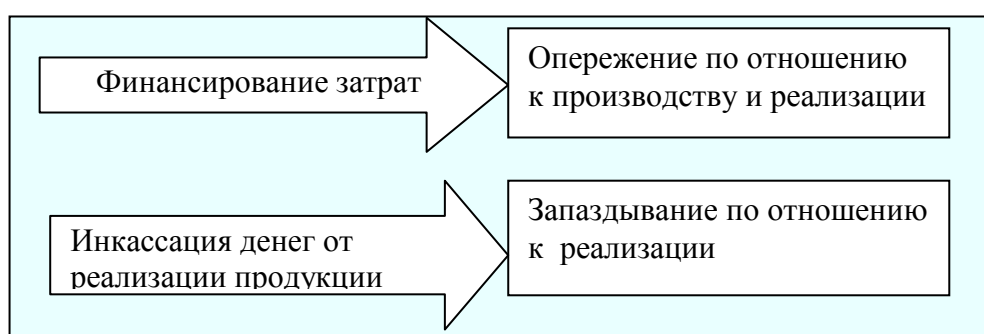 Финансирование затрат
Опережение по отношению
к производству и реализации
Инкассация денег от
реализации продукции
Запаздывание по отношению
к реализации